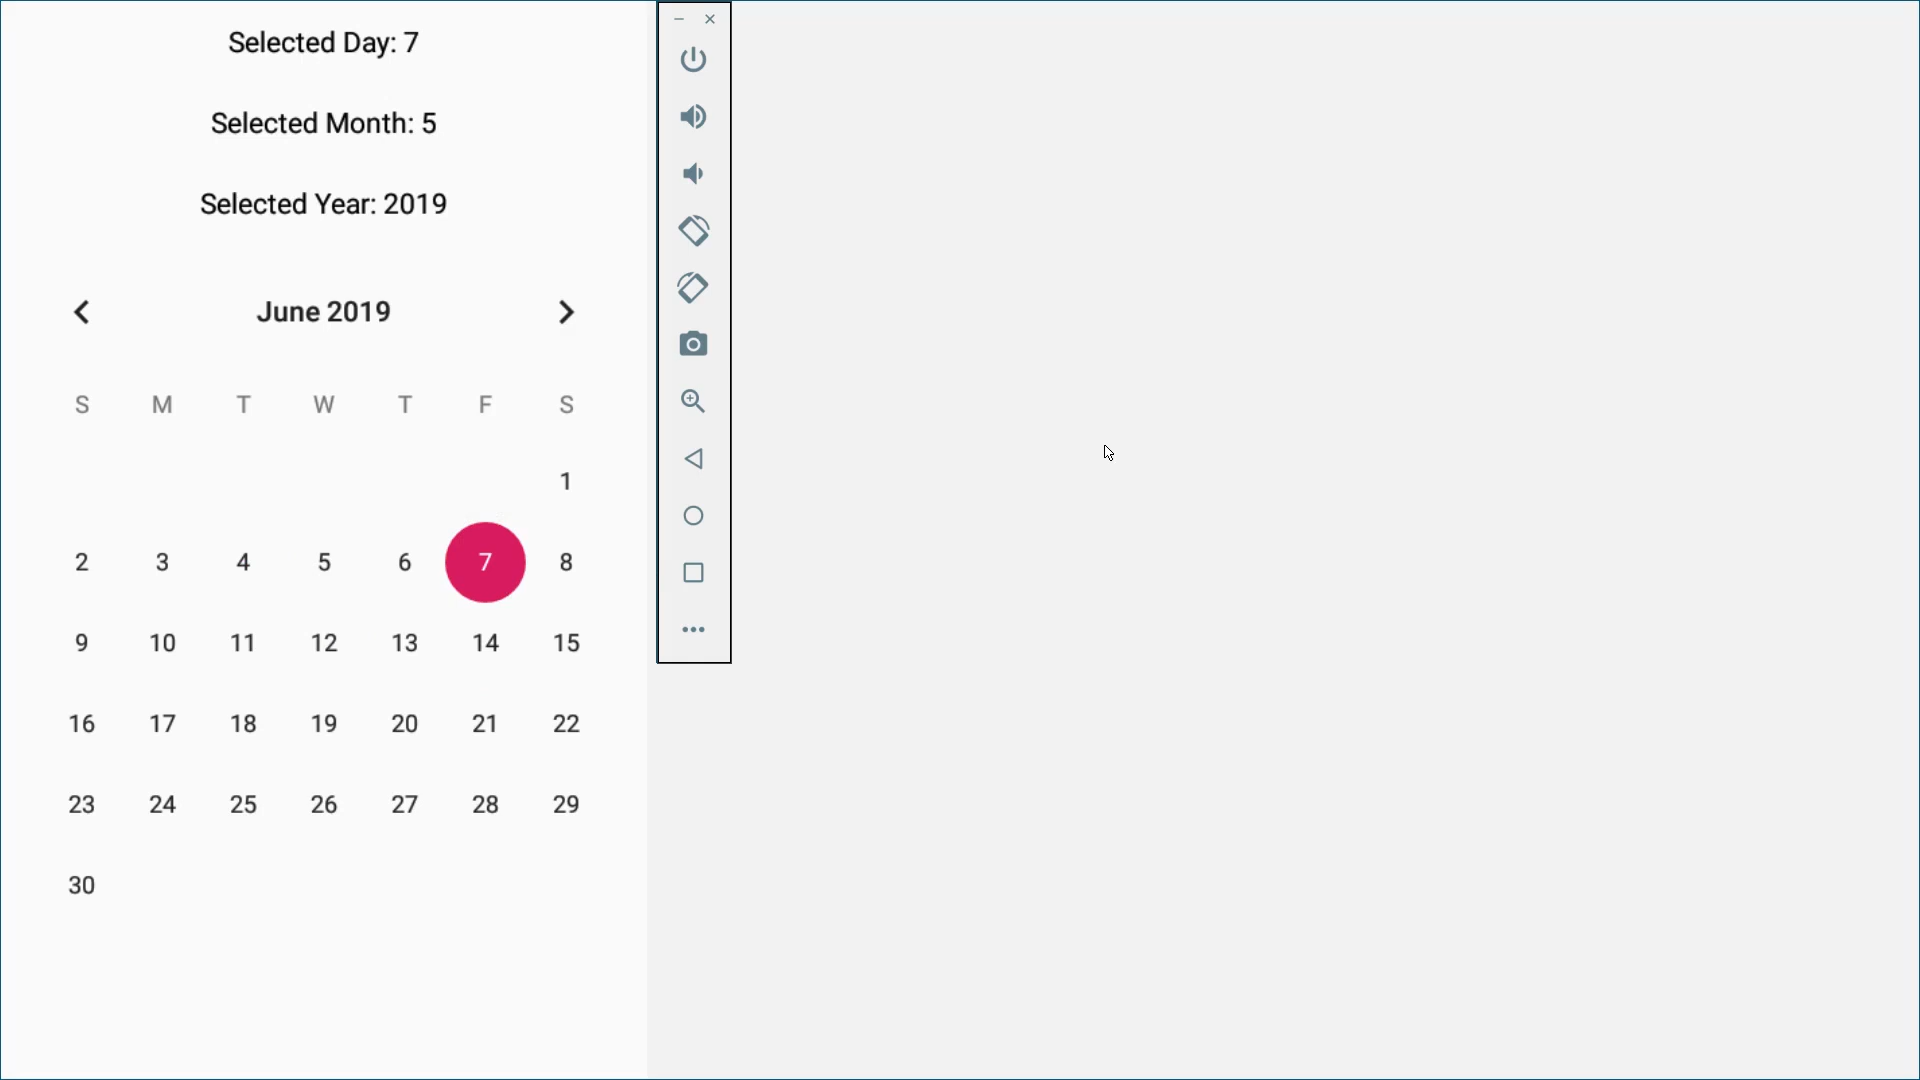 Selected Day: 7
Selected Month: 5
Selected Year: 2019
June 2019
S M T W T F S
1
2 3 4 5 6 7 8
9 10 11 12 13 14 15
16 17 18 19 20 21 22
23 24 25 26 27 28 29
30